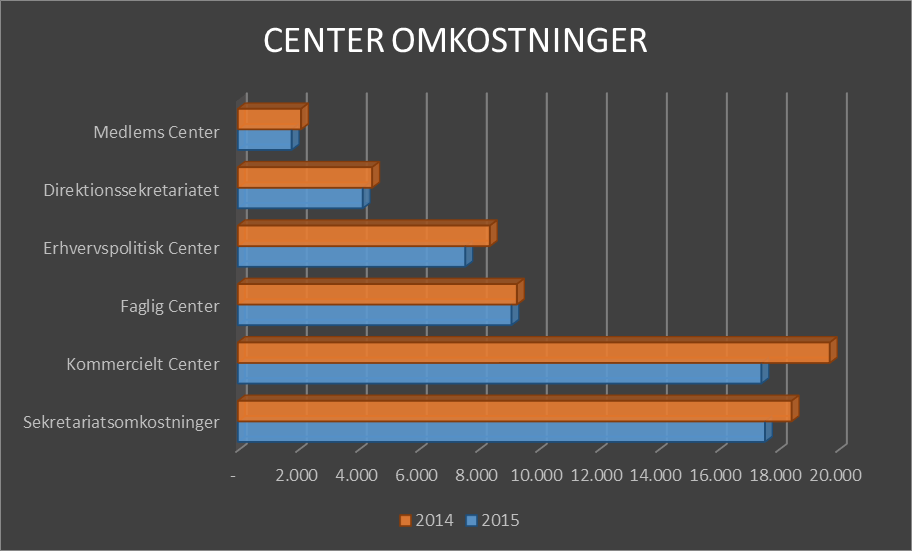 CENTER OMKOSTNINGER
Medlems Center
Direktionssekretariatet
Erhvervspolitisk Center
Faglig Center
Kommercielt Center
Sekretariatsomkostninger
- 2.000 4.000 6.000 8.000 10.000 12.000 14.000 16.000 18.000 20.000
2014 2015